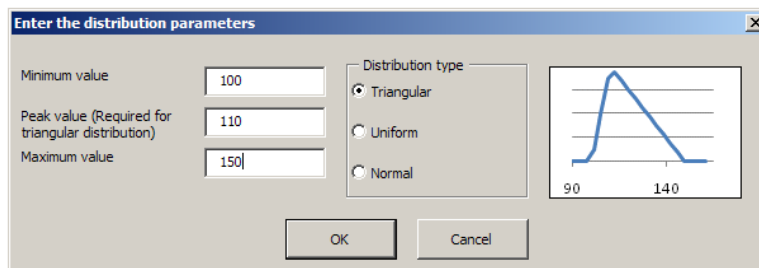 Enter the distribution parameters
Minimum value
100
Peak value (Required for
triangular distribution)
110
Maximum value
150
Distribution type
Triangular
Uniform
Normal
90 140
OK
Cancel